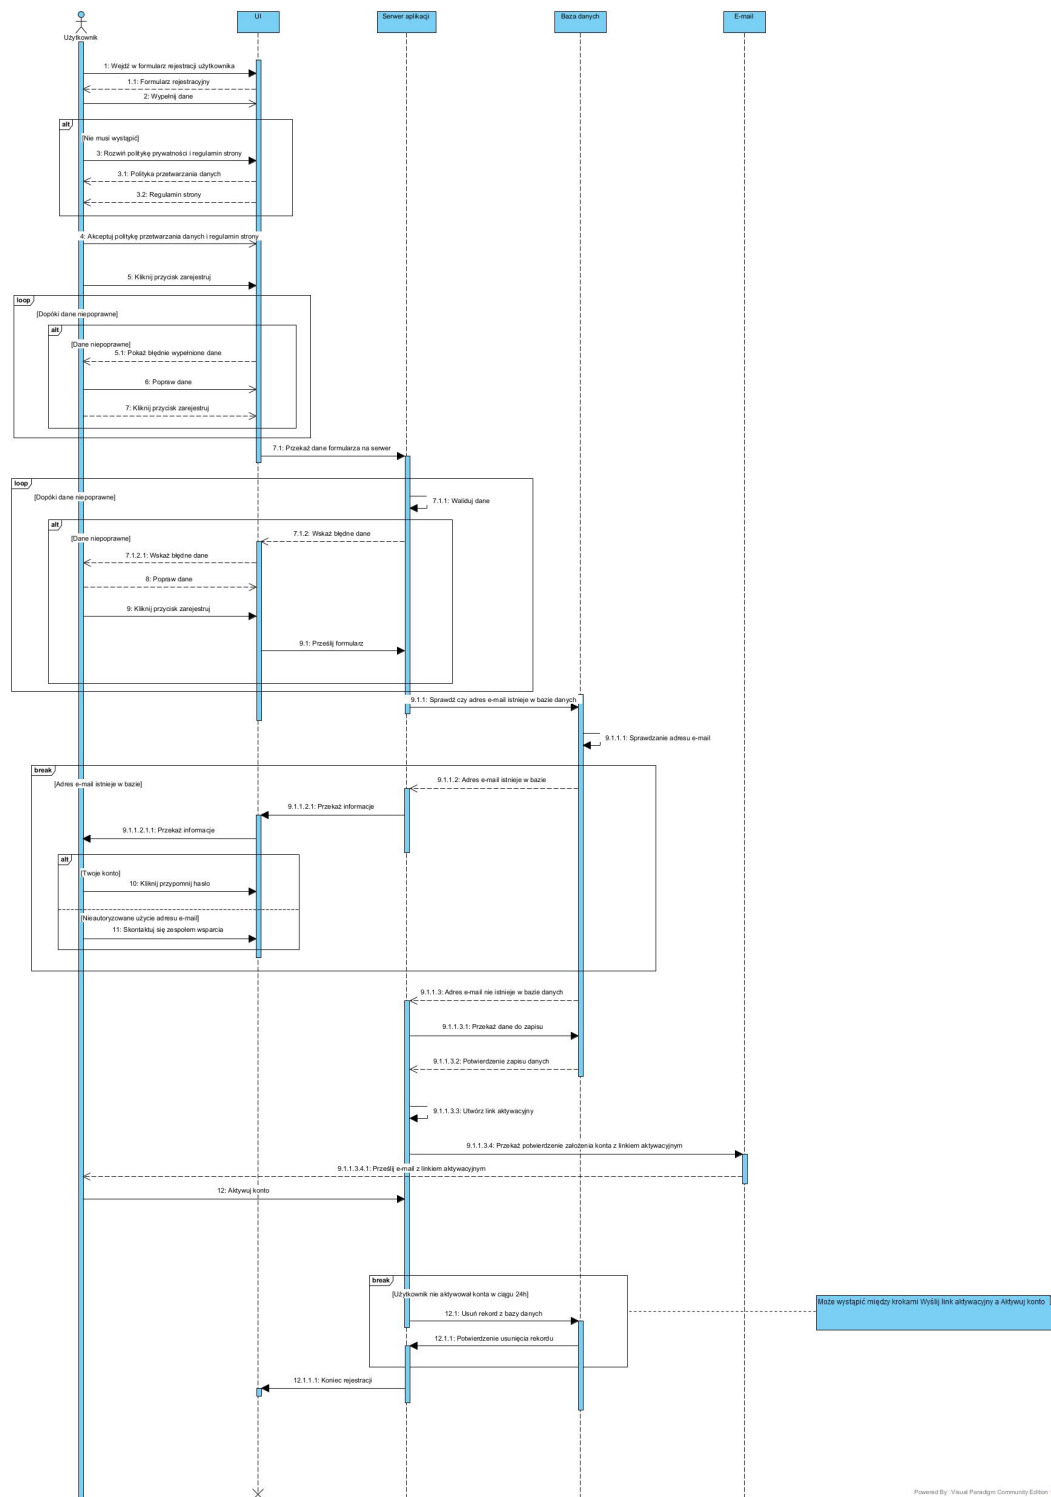 UI
Serwer aplikacji
Baza danych
E-mail
Użytkownik
1: Wejdź w formularz rejestracji użytkownika
1.1: Formularz rejestracyjny
2: Wypełnij dane
alt
[Nie musi wystąpić]
3: Rozwiń politykę prywatności i regulamin strony
3.1: Polityka przetwarzania danych
3.2: Regulamin strony
4: Akceptuj politykę przetwarzania danych i regulamin strony
5: Kliknij przycisk zarejestruj
loop
[Dopóki dane niepoprawne]
alt
[Dane niepoprawne]
5.1: Pokaż błędnie wypełnione dane
6: Popraw dane
7: Kliknij przycisk zarejestruj
7.1: Przekaż dane formularza na serwer
loop
[Dopóki dane niepoprawne]
7.1.1: Waliduj dane
alt
[Dane niepoprawne]
7.1.2: Wskaż błędne dane
7.1.2.1: Wskaż błędne dane
8: Popraw dane
9: Kliknij przycisk zarejestruj
9.1: Prześlij formularz
9.1.1: Sprawdź czy adres e-mail istnieje w bazie danych
9.1.1.1: Sprawdzanie adresu e-mail
break
[Adres e-mail istnieje w bazie]
9.1.1.2: Adres e-mail istnieje w bazie
9.1.1.2.1: Przekaż informacje
9.1.1.2.1.1: Przekaż informacje
alt
[Twoje konto]
10: Kliknij przypomnij hasło
[Nieautoryzowane użycie adresu e-mail]
11: Skontaktuj się zespołem wsparcia
9.1.1.3: Adres e-mail nie istnieje w bazie danych
9.1.1.3.1: Przekaż dane do zapisu
9.1.1.3.2: Potwierdzenie zapisu danych
9.1.1.3.3: Utwórz link aktywacyjny
9.1.1.3.4: Przekaż potwierdzenie założenia konta z linkiem aktywacyjnym
9.1.1.3.4.1: Prześlij e-mail z linkiem aktywacyjnym
12: Aktywuj konto
break
[Użytkownik nie aktywował konta w ciągu 24h]
Może wystąpić między krokami Wyślij link aktywacyjny a Aktywuj konto
12.1: Usuń rekord z bazy danych
12.1.1: Potwierdzenie usunięcia rekordu
12.1.1.1: Koniec rejestracji
Powered By: Visual Paradigm Community Edition